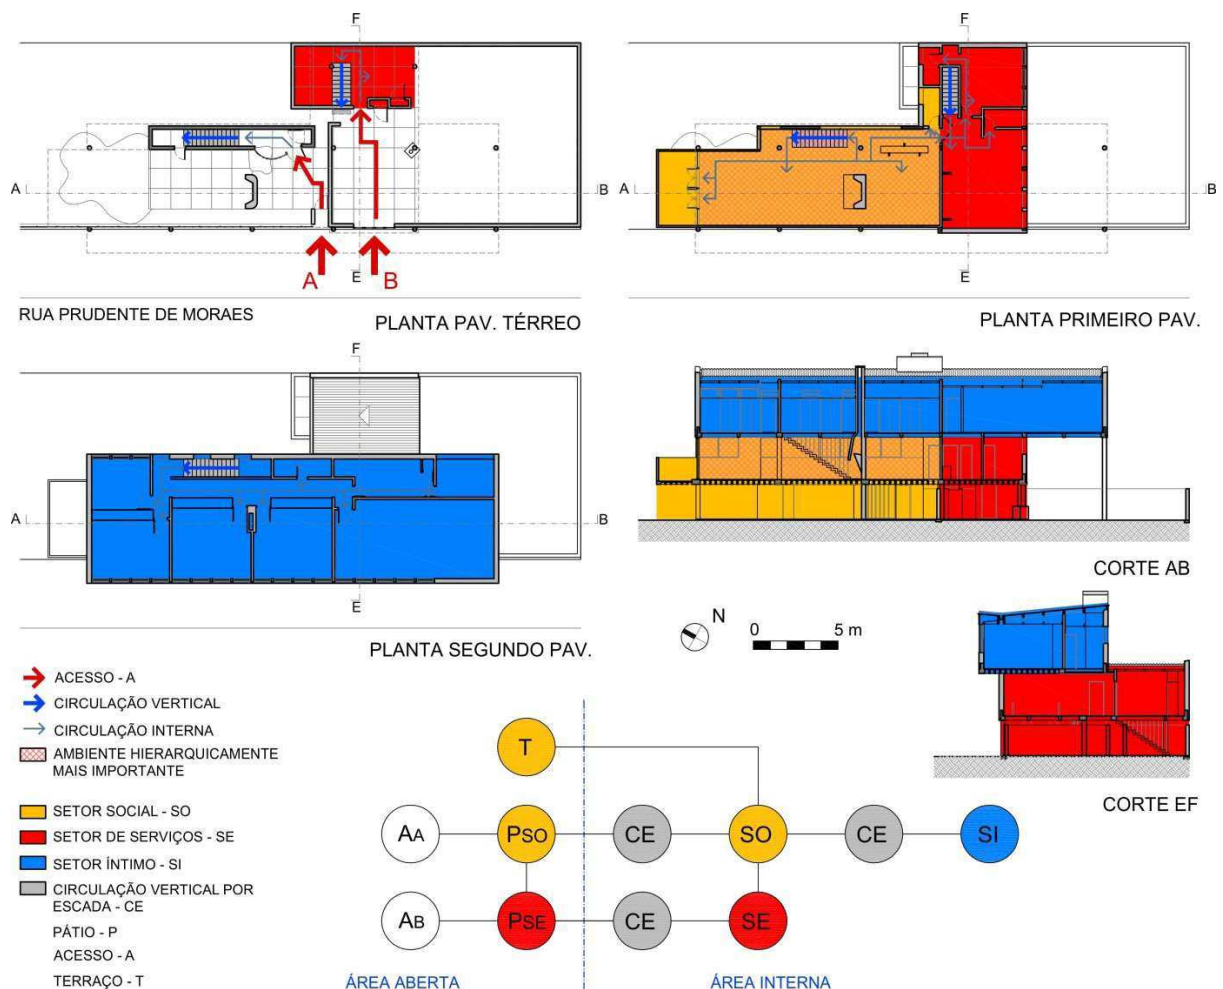 F
F
A
B
A
B
E
E
A
B
RUA PRUDENTE DE MORAES
PLANTA PAV. TÉRREO
PLANTA PRIMEIRO PAV.
F
A
B
E
CORTE AB
N
0
5 m
PLANTA SEGUNDO PAV.
ACESSO - A
CIRCULAÇÃO VERTICAL
CIRCULAÇÃO INTERNA
AMBIENTE HIERARQUICAMENTE
MAIS IMPORTANTE
CORTE EF
SETOR SOCIAL - SO
SETOR DE SERVIÇOS - SE
SETOR ÍNTIMO - SI
CIRCULAÇÃO VERTICAL POR
ESCADA - CE
PÁTIO - P
ACESSO - A
TERRAÇO - T
T
AA
PSO
CE
SO
CE
SI
AB
PSE
CE
SE
ÁREA ABERTA
ÁREA INTERNA